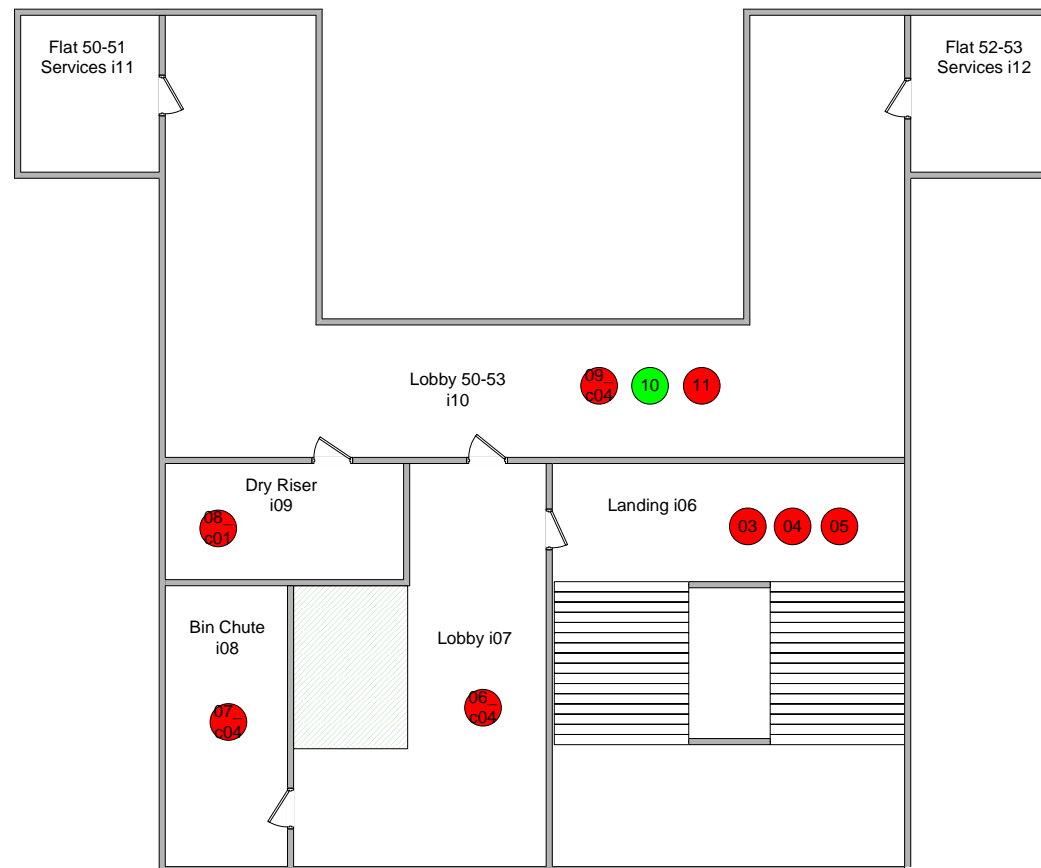 Flat 50-51
Services i11
Flat 52-53
Services i12
Lobby 50-53
i10
09_
c04
10
11
Dry Riser
i09
08_
c01
Landing i06
03
04
05
Bin Chute
i08
07_
c04
Lobby i07
06_
c04